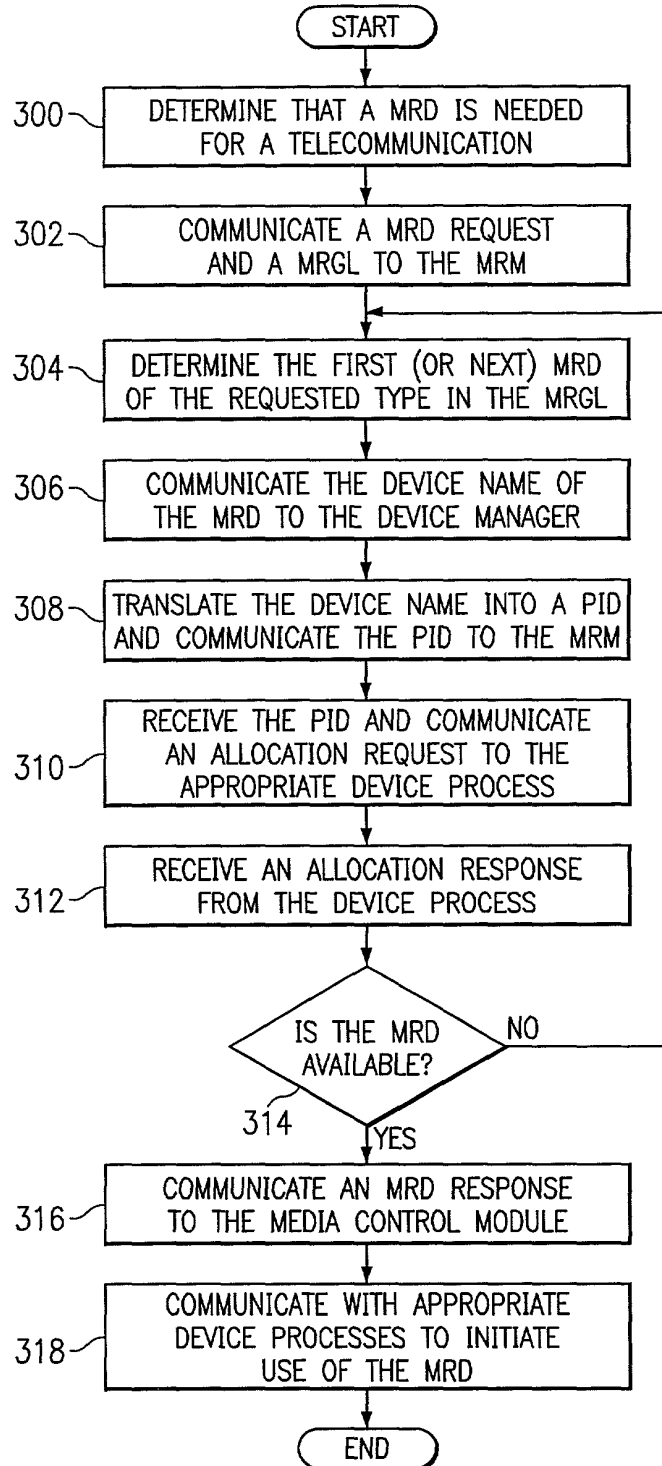 START
300
DETERMINE THAT A MRD IS NEEDED
FOR A TELECOMMUNICATION
302
COMMUNICATE A MRD REQUEST
AND A MRGL TO THE MRM
304
DETERMINE THE FIRST (OR NEXT) MRD
OF THE REQUESTED TYPE IN THE MRGL
306
COMMUNICATE THE DEVICE NAME OF
THE MRD TO THE DEVICE MANAGER
308
TRANSLATE THE DEVICE NAME INTO A PID
AND COMMUNICATE THE PID TO THE MRM
310
RECEIVE THE PID AND COMMUNICATE
AN ALLOCATION REQUEST TO THE
APPROPRIATE DEVICE PROCESS
312
RECEIVE AN ALLOCATION RESPONSE
FROM THE DEVICE PROCESS
IS THE MRD
AVAILABLE?
NO
314
YES
316
COMMUNICATE AN MRD RESPONSE
TO THE MEDIA CONTROL MODULE
318
COMMUNICATE WITH APPROPRIATE
DEVICE PROCESSES TO INITIATE
USE OF THE MRD
END